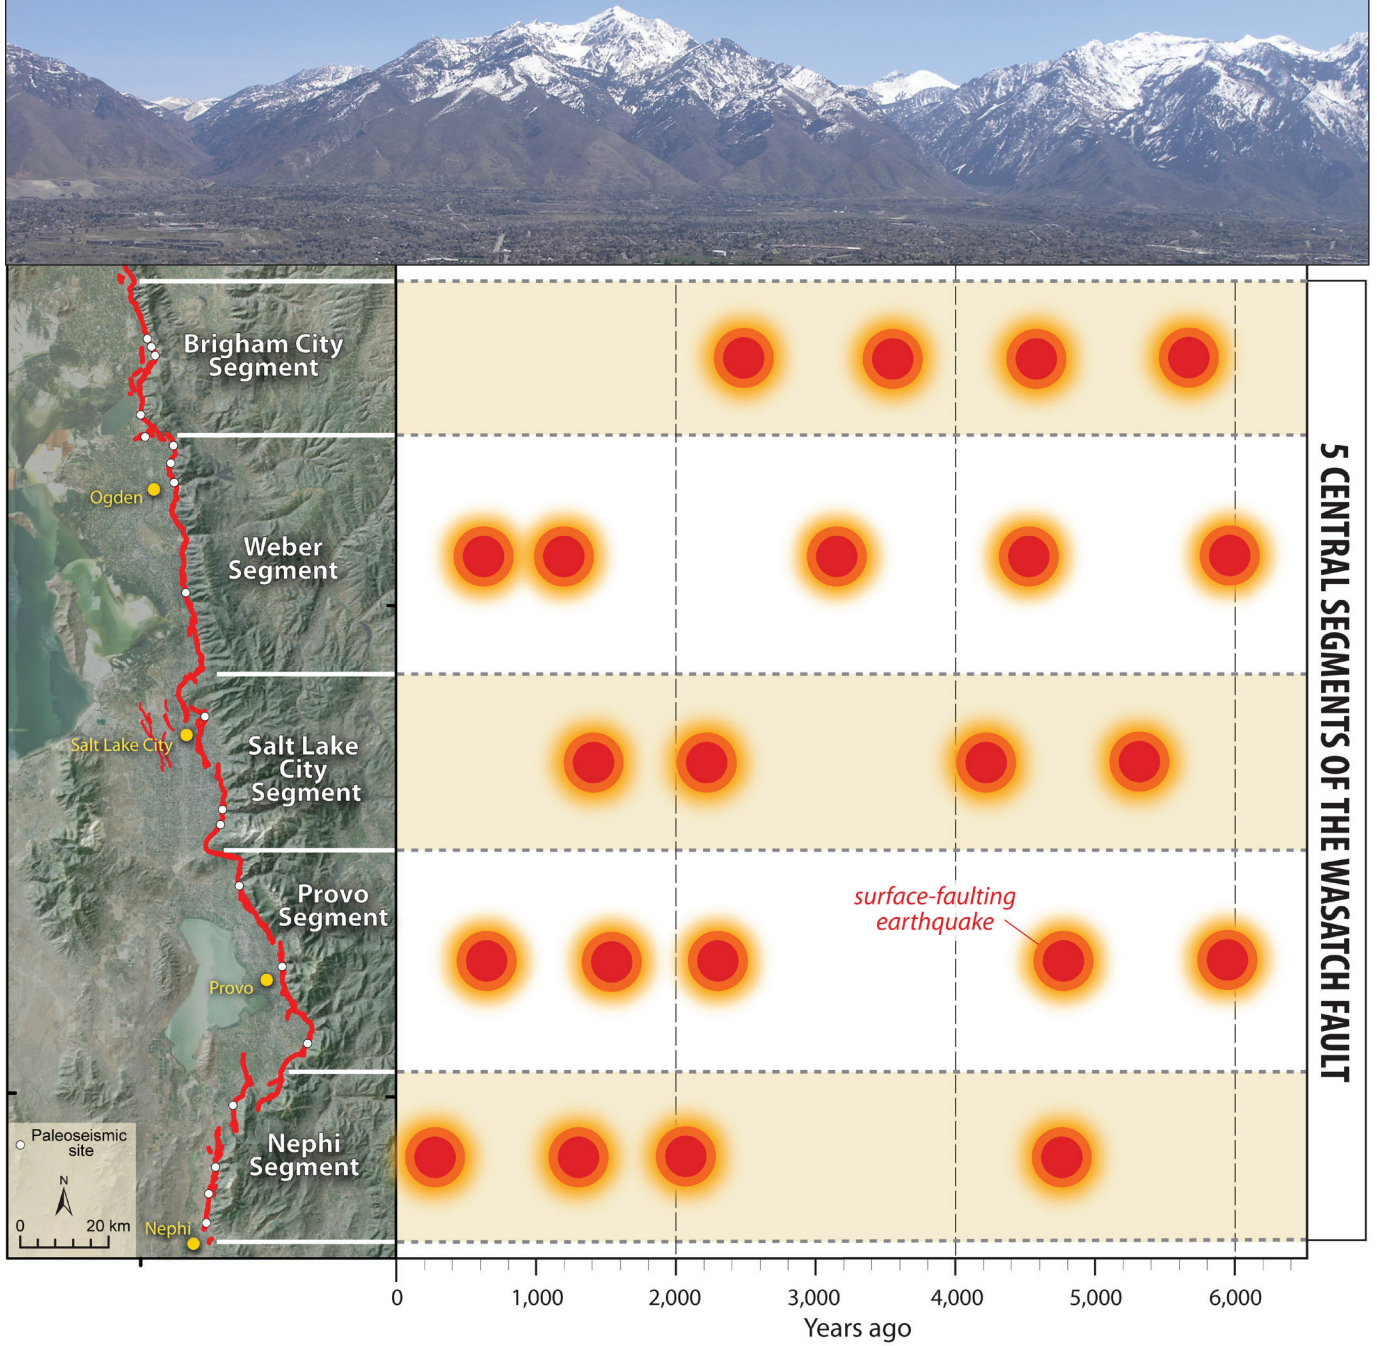 Brigham City
Segment
Ogden
Weber
Segment
Salt Lake City
Salt Lake
City
Segment
Provo
Segment
surface-faulting
earthquake
Provo
Nephi
Segment
Paleoseismic
site
N
0 20 km
Nephi
5 CENTRAL SEGMENTS OF THE WASATCH FAULT
0 1,000 2,000 3,000 4,000 5,000 6,000
Years ago